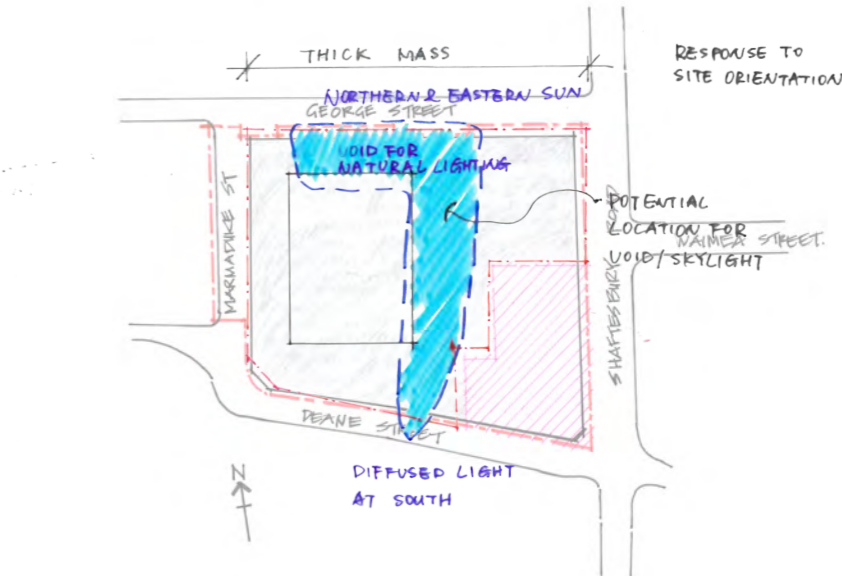 THICK MASS
RESPONSE TO
SITE ORIENTATION
NORTHERN & EASTERN SUN
GEORGE STREET
VOID FOR
NATURAL LIGHTING
MARMADIKE ST
POTENTIAL
LOCATION FOR
VOID/SKYLIGHT
WAIMEA STREET.
SHAFTESBURY ROAD
DEANE STREET
DIFFUSED LIGHT
AT SOUTH
N